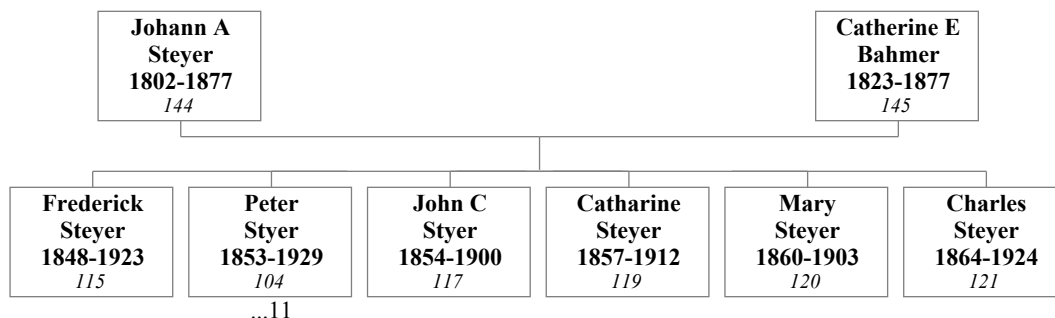 Johann A
Steyer
1802-1877
144
Catherine E
Bahmer
1823-1877
145
Frederick
Steyer
1848-1923
115
Peter
Styer
1853-1929
104
...11
John C
Styer
1854-1900
117
Catharine
Steyer
1857-1912
119
Mary
Steyer
1860-1903
120
Charles
Steyer
1864-1924
121